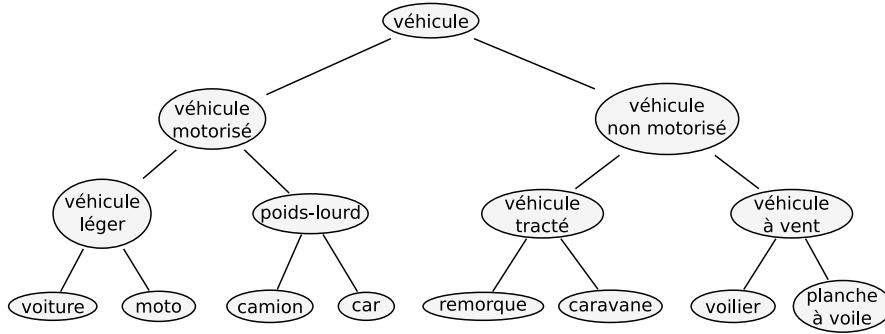 véhicule
véhicule
motorisé
véhicule
non motorisé
véhicule
léger
poids-lourd
véhicule
tracté
véhicule
à vent
voiture
moto
camion
car
remorque
caravane
voilier
planche
à voile